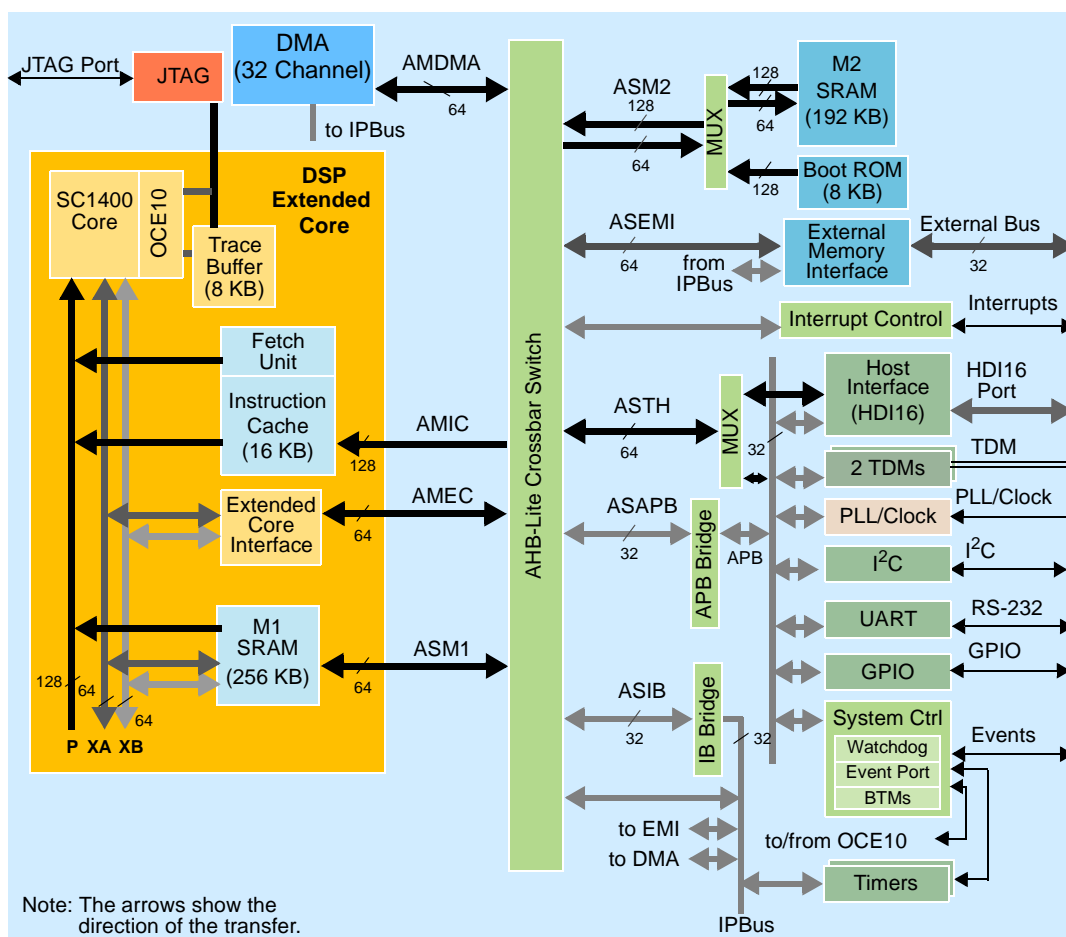 JTAG Port
JTAG
DMA
(32 Channel)
AMDMA
64
to IPBus
DSP
Extended
Core
SC1400
Core
OCE10
Trace
Buffer
(8 KB)
Fetch
Unit
Instruction
Cache
(16 KB)
AMIC
128
Extended
Core
Interface
AMEC
64
M1
SRAM
(256 KB)
ASM1
64
128
64
64
P XA XB
AHB-Lite Crossbar Switch
ASM2
128
64
MUX
128
64
M2
SRAM
(192 KB)
128
Boot ROM
(8 KB)
ASEMI
64
from
IPBus
External
Memory
Interface
External Bus
32
Interrupt Control
Interrupts
ASTH
64
MUX
32
Host
Interface
(HDI16)
HDI16
Port
2 TDMs
TDM
ASAPB
32
APB Bridge
APB
PLL/Clock
PLL/Clock
I²C
I²C
UART
RS-232
GPIO
GPIO
ASIB
32
IB Bridge
32
System Ctrl
Watchdog
Event Port
BTMs
Events
to EMI
to DMA
to/from OCE10
Timers
IPBus
Note: The arrows show the
direction of the transfer.